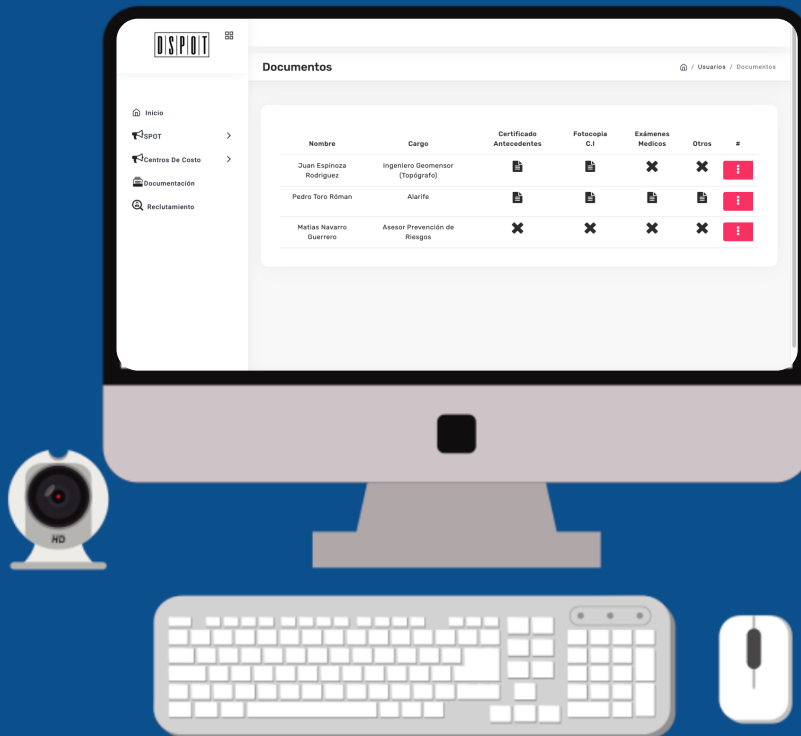 DSPOT
Documentos
/ Usuarios / Documentos
Inicio
SPOT
Centros De Costo
Documentación
Reclutamiento
Nombre Cargo Certificado Antecedentes Fotocopia C.I Exámenes Medicos Otros #
Juan Espinoza Rodriguez Ingeniero Geomensor (Topógrafo)
Pedro Toro Róman Alarife
Matias Navarro Guerrero Asesor Prevención de Riesgos
HD